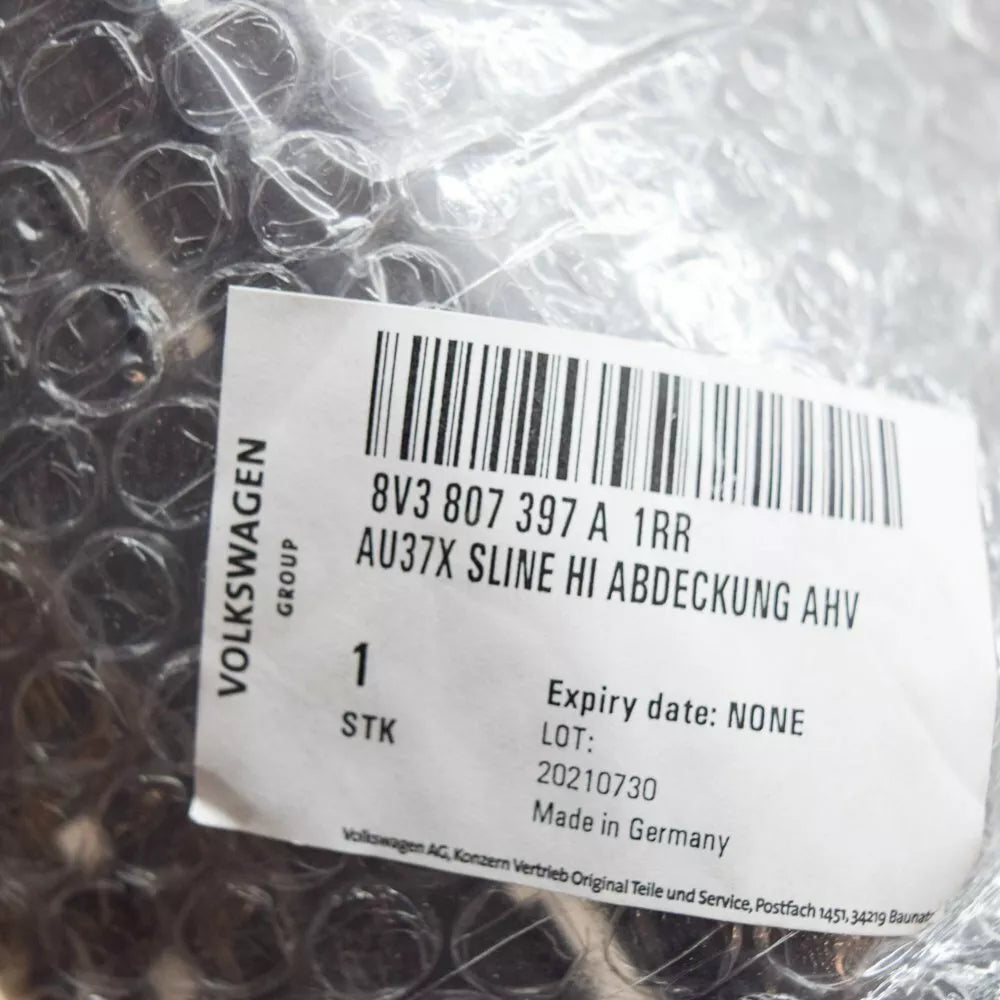 VOLKSWAGEN
GROUP
8V3 807 397 A 1RR
AU37X SLINE HI ABDECKUNG AHV
1
STK
Expiry date: NONE
LOT:
20210730
Made in Germany
Volkswagen AG, Konzern Vertrieb Original Teile und Service, Postfach 1451, 34219 Baunat